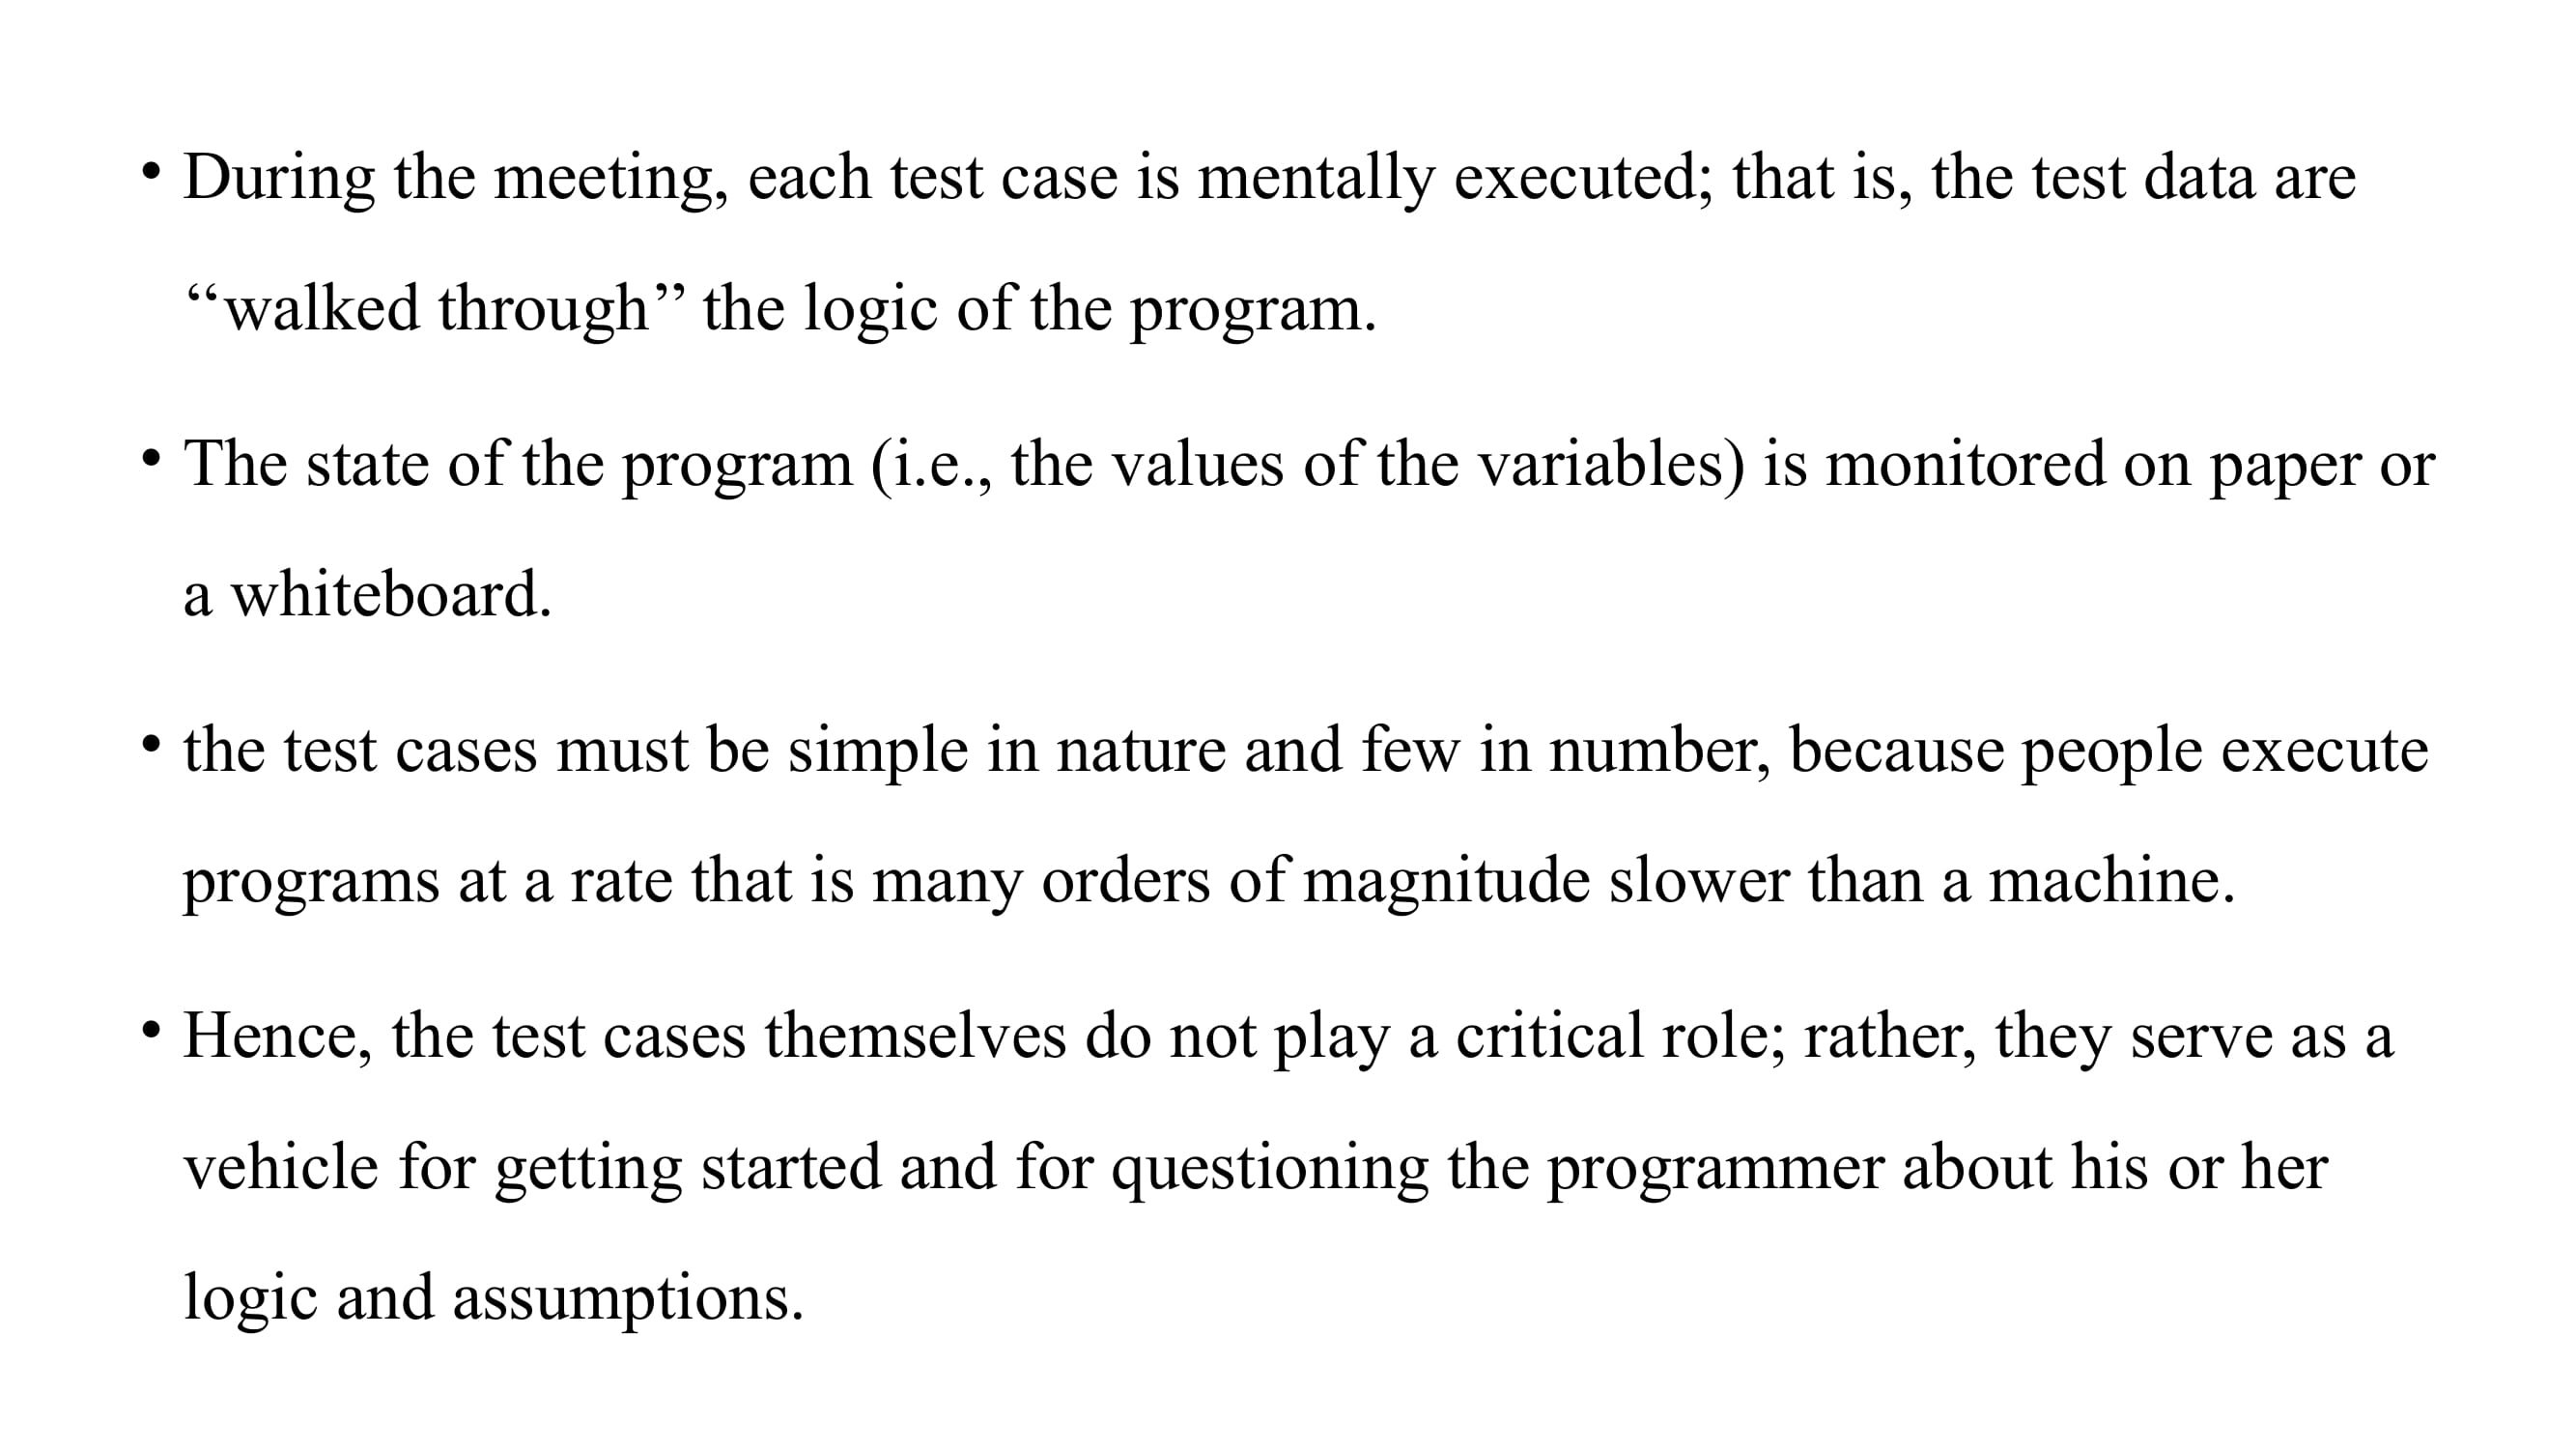 • During the meeting, each test case is mentally executed; that is, the test data are
‘‘walked through’’ the logic of the program.
• The state of the program (i.e., the values of the variables) is monitored on paper or
a whiteboard.
• the test cases must be simple in nature and few in number, because people execute
programs at a rate that is many orders of magnitude slower than a machine.
• Hence, the test cases themselves do not play a critical role; rather, they serve as a
vehicle for getting started and for questioning the programmer about his or her
logic and assumptions.